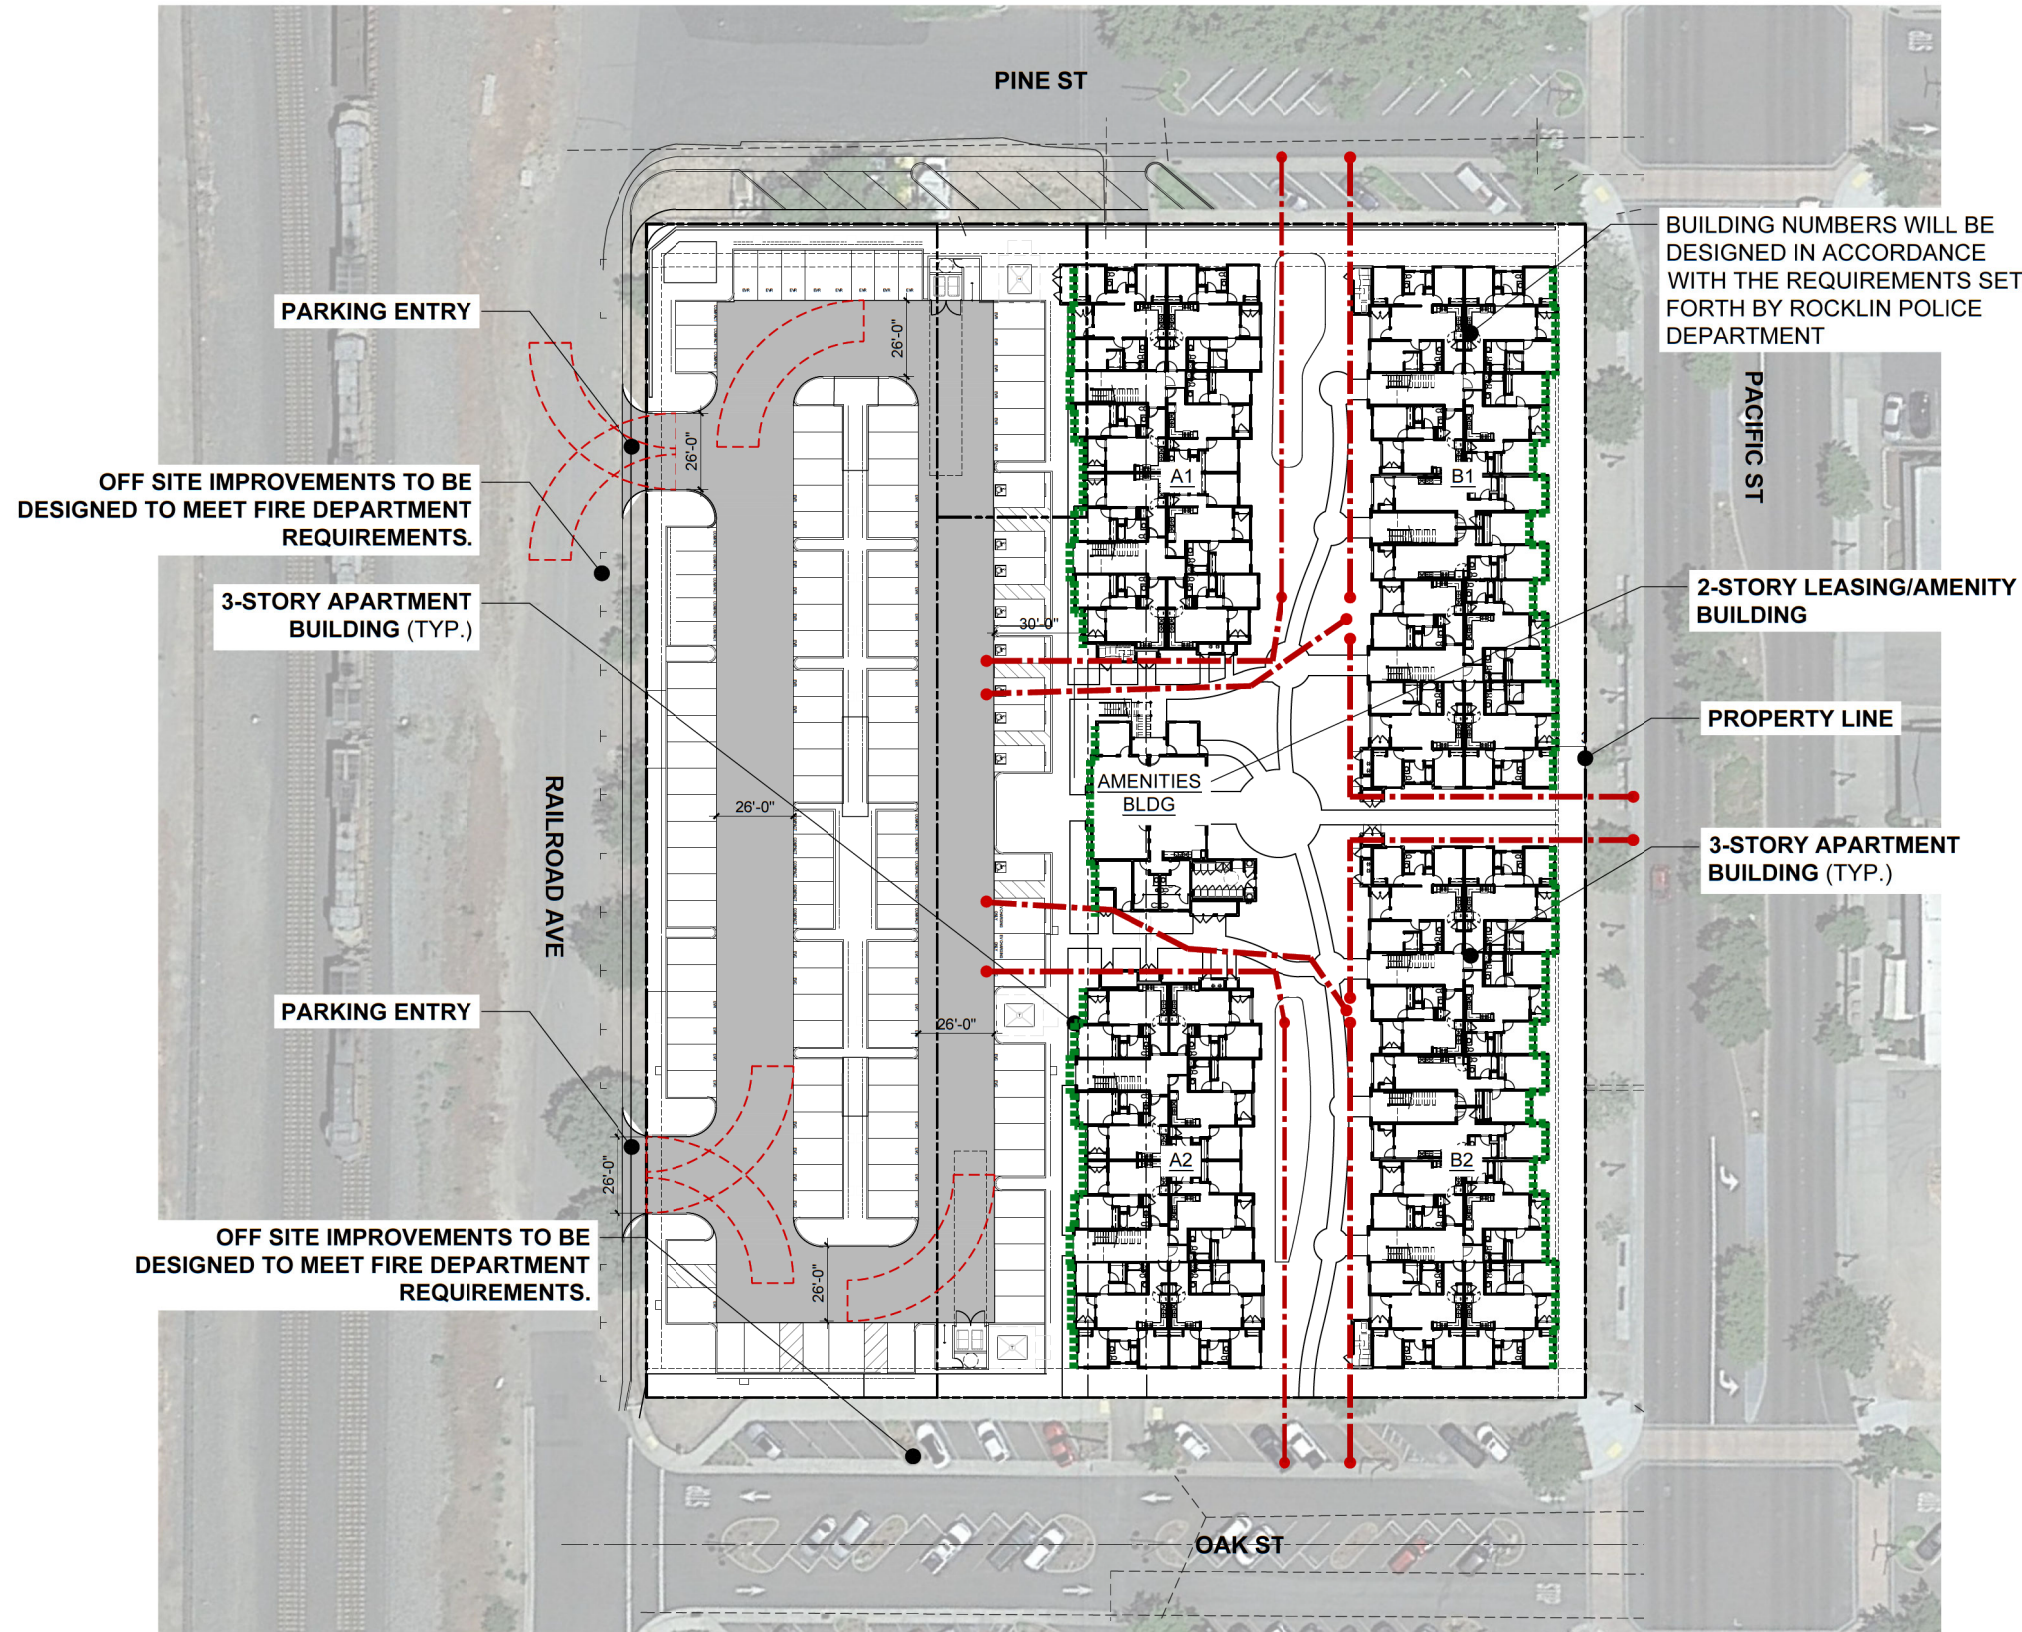 PINE ST
BUILDING NUMBERS WILL BE
DESIGNED IN ACCORDANCE
WITH THE REQUIREMENTS SET
FORTH BY ROCKLIN POLICE
DEPARTMENT
PARKING ENTRY
26'-0"
26'-0"
PACIFIC ST
OFF SITE IMPROVEMENTS TO BE
DESIGNED TO MEET FIRE DEPARTMENT
REQUIREMENTS.
A1
B1
3-STORY APARTMENT
BUILDING (TYP.)
30'-0"
2-STORY LEASING/AMENITY
BUILDING
PROPERTY LINE
AMENITIES
BLDG
RAILROAD AVE
26'-0"
3-STORY APARTMENT
BUILDING (TYP.)
PARKING ENTRY
26'-0"
26'-0"
A2
B2
OFF SITE IMPROVEMENTS TO BE
DESIGNED TO MEET FIRE DEPARTMENT
REQUIREMENTS.
26'-0"
OAK ST